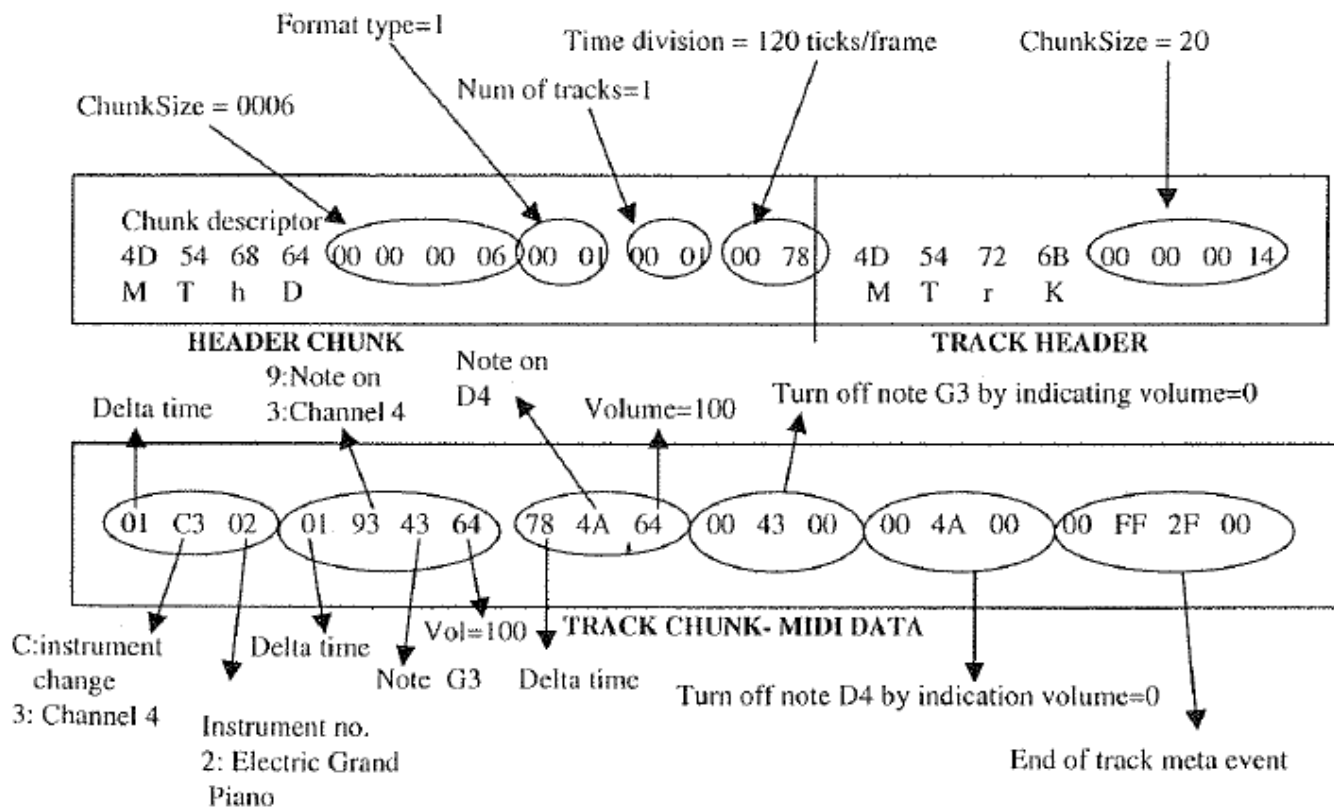 Format type=1
Time division = 120 ticks/frame
ChunkSize = 20
Num of tracks=1
ChunkSize = 0006
Chunk descriptor
4D 54 68 64 00 00 00 06 00 01 00 01 00 78 4D 54 72 6B 00 00 00 14
M T h D M T r K
HEADER CHUNK
TRACK HEADER
9:Note on
3:Channel 4
Note on
D4
Delta time
Volume=100
Turn off note G3 by indicating volume=0
01 C3 02 01 93 43 64 78 4A 64 00 43 00 00 4A 00 00 FF 2F 00
TRACK CHUNK- MIDI DATA
C:instrument
change
3: Channel 4
Delta time
Vol=100
Note G3
Delta time
Turn off note D4 by indication volume=0
Instrument no.
2: Electric Grand
Piano
End of track meta event